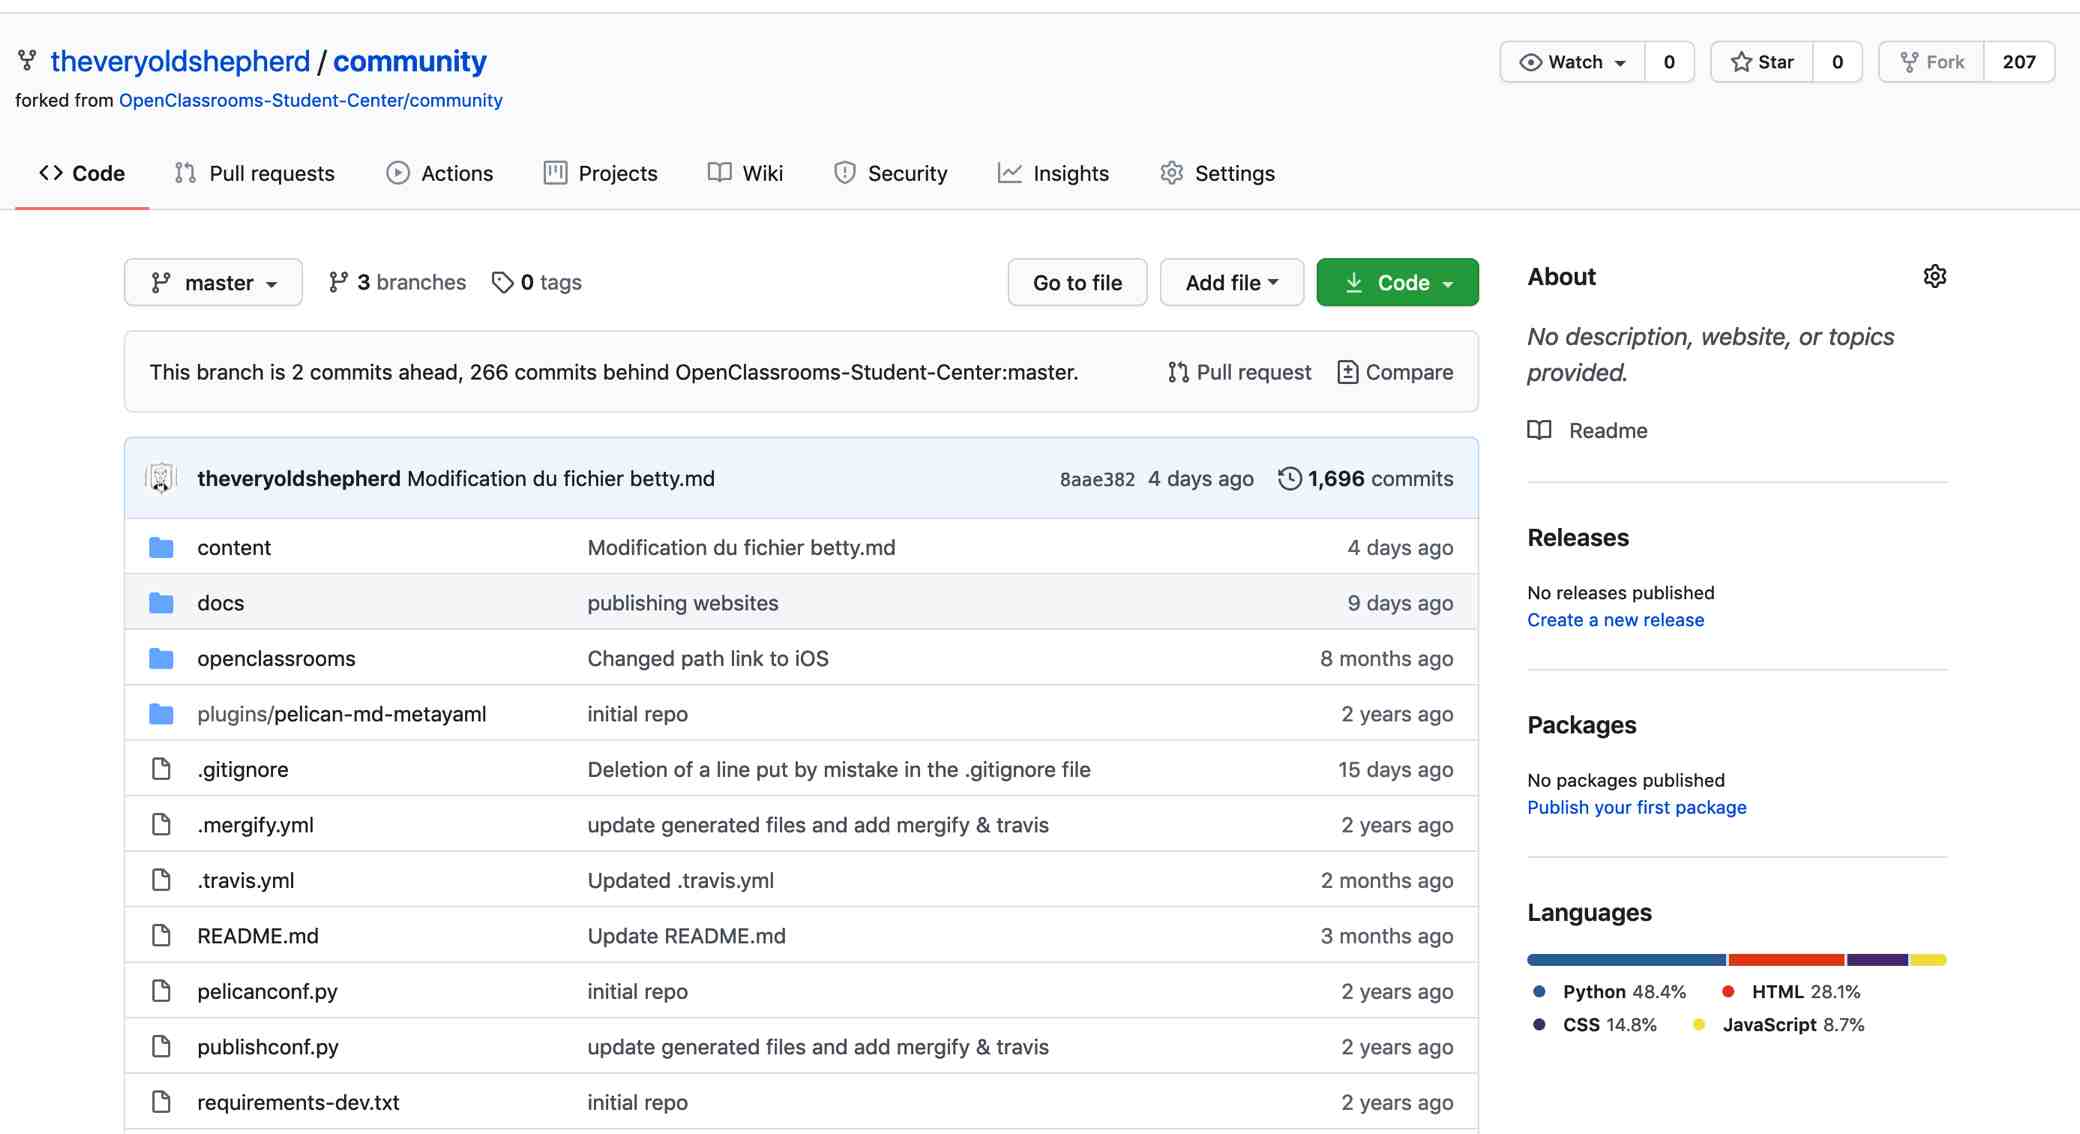 theveryoldshepherd / community
Watch 0 Star 0 Fork 207
forked from OpenClassrooms-Student-Center/community
Code Pull requests Actions Projects Wiki Security Insights Settings
master 3 branches 0 tags Go to file Add file Code
This branch is 2 commits ahead, 266 commits behind OpenClassrooms-Student-Center:master. Pull request Compare
theveryoldshepherd Modification du fichier betty.md 8aae382 4 days ago 1,696 commits
content Modification du fichier betty.md 4 days ago
docs publishing websites 9 days ago
openclassrooms Changed path link to iOS 8 months ago
plugins/pelican-md-metayaml initial repo 2 years ago
.gitignore Deletion of a line put by mistake in the .gitignore file 15 days ago
.mergify.yml update generated files and add mergify & travis 2 years ago
.travis.yml Updated .travis.yml 2 months ago
README.md Update README.md 3 months ago
pelicanconf.py initial repo 2 years ago
publishconf.py update generated files and add mergify & travis 2 years ago
requirements-dev.txt initial repo 2 years ago
About
No description, website, or topics
provided.
Readme
Releases
No releases published
Create a new release
Packages
No packages published
Publish your first package
Languages
Python 48.4% HTML 28.1%
CSS 14.8% JavaScript 8.7%